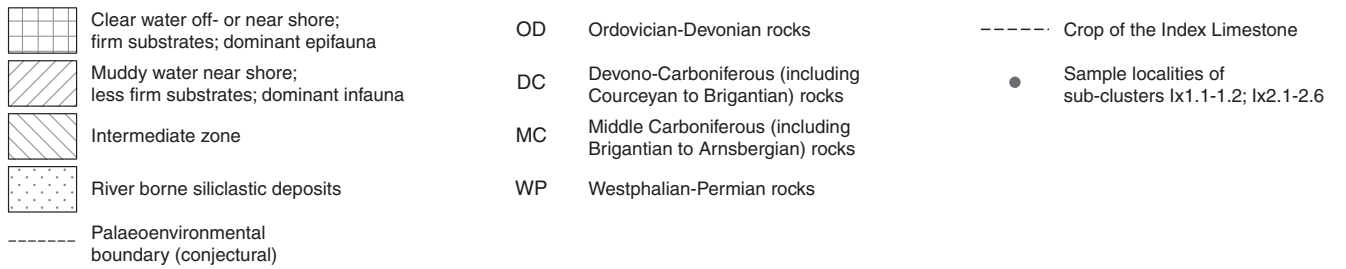 Clear water off- or near shore;
firm substrates; dominant epifauna
Muddy water near shore;
less firm substrates; dominant infauna
Intermediate zone
River borne siliclastic deposits
Palaeoenvironmental
boundary (conjectural)
OD Ordovician-Devonian rocks
DC Devono-Carboniferous (including
Courceyan to Brigantian) rocks
MC Middle Carboniferous (including
Brigantian to Arnsbergian) rocks
WP Westphalian-Permian rocks
Crop of the Index Limestone
Sample localities of
sub-clusters Ix1.1-1.2; Ix2.1-2.6